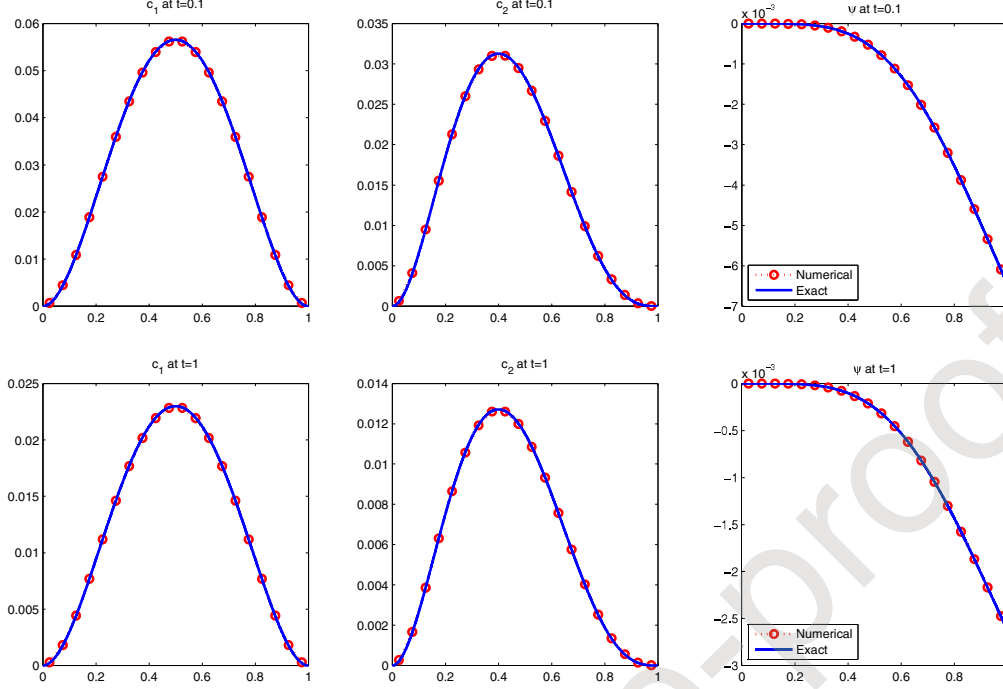 c₁ at t=0.1
0.06
0.05
0.04
0.03
0.02
0.01
0
0 0.2 0.4 0.6 0.8 1
c₂ at t=0.1
0.035
0.03
0.025
0.02
0.015
0.01
0.005
0
0 0.2 0.4 0.6 0.8 1
x 10⁻³ ψ at t=0.1
0
−1
−2
−3
−4
−5
−6
−7
0 0.2 0.4 0.6 0.8
Numerical
Exact
c₁ at t=1
0.025
0.02
0.015
0.01
0.005
0
0 0.2 0.4 0.6 0.8 1
c₂ at t=1
0.014
0.012
0.01
0.008
0.006
0.004
0.002
0
0 0.2 0.4 0.6 0.8 1
x 10⁻³ ψ at t=1
0
−0.5
−1
−1.5
−2
−2.5
−3
0 0.2 0.4 0.6 0.8
Numerical
Exact
-proof